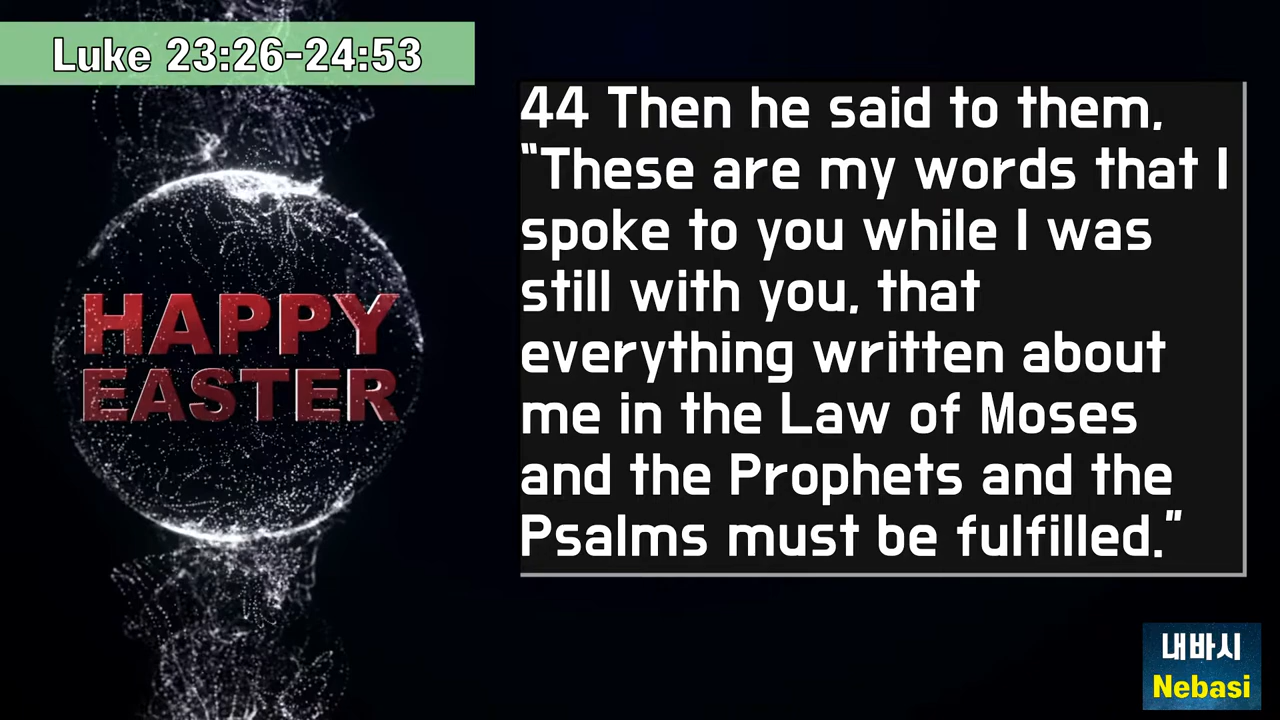 Luke 23:26-24:53
HAPPY
EASTER
44 Then he said to them,
“These are my words that I
spoke to you while I was
still with you, that
everything written about
me in the Law of Moses
and the Prophets and the
Psalms must be fulfilled.”
내바시
Nebasi